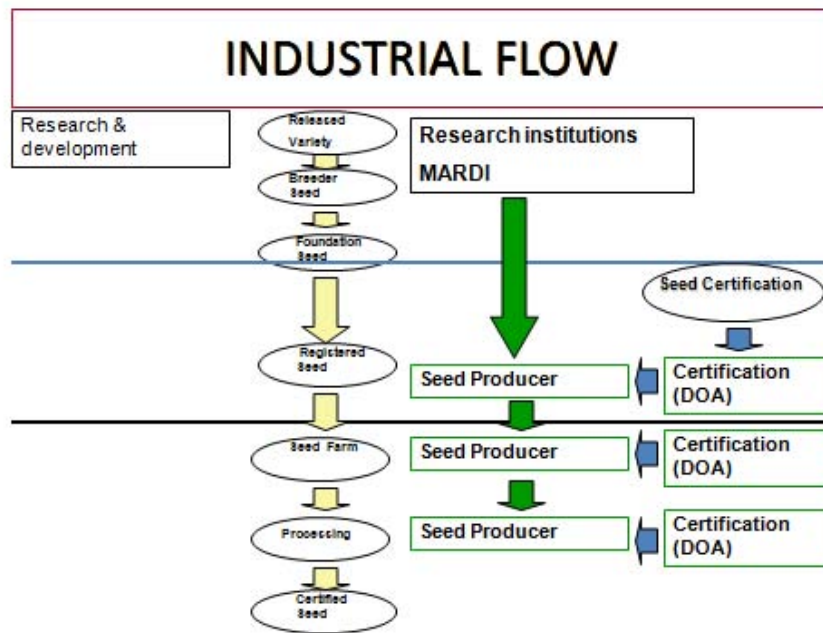 INDUSTRIAL FLOW
Research &
development
Released
Variety
Breeder
Seed
Foundation
Seed
Registered
Seed
Seed Farm
Processing
Certified
Seed
Research institutions
MARDI
Seed Producer
Seed Producer
Seed Producer
Seed Certification
Certification
(DOA)
Certification
(DOA)
Certification
(DOA)